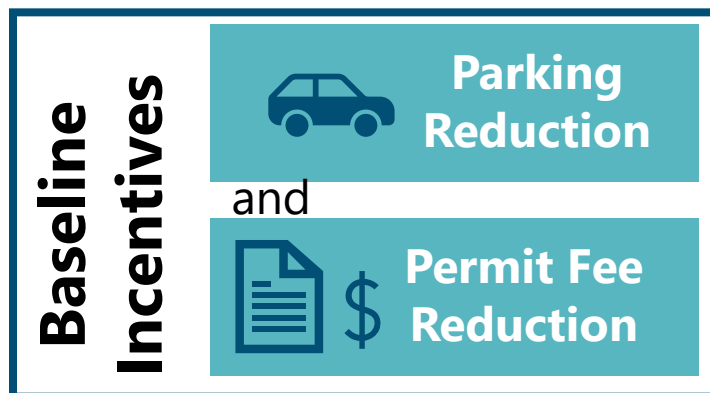 Baseline
Incentives
Parking
Reduction
and
$
Permit Fee
Reduction